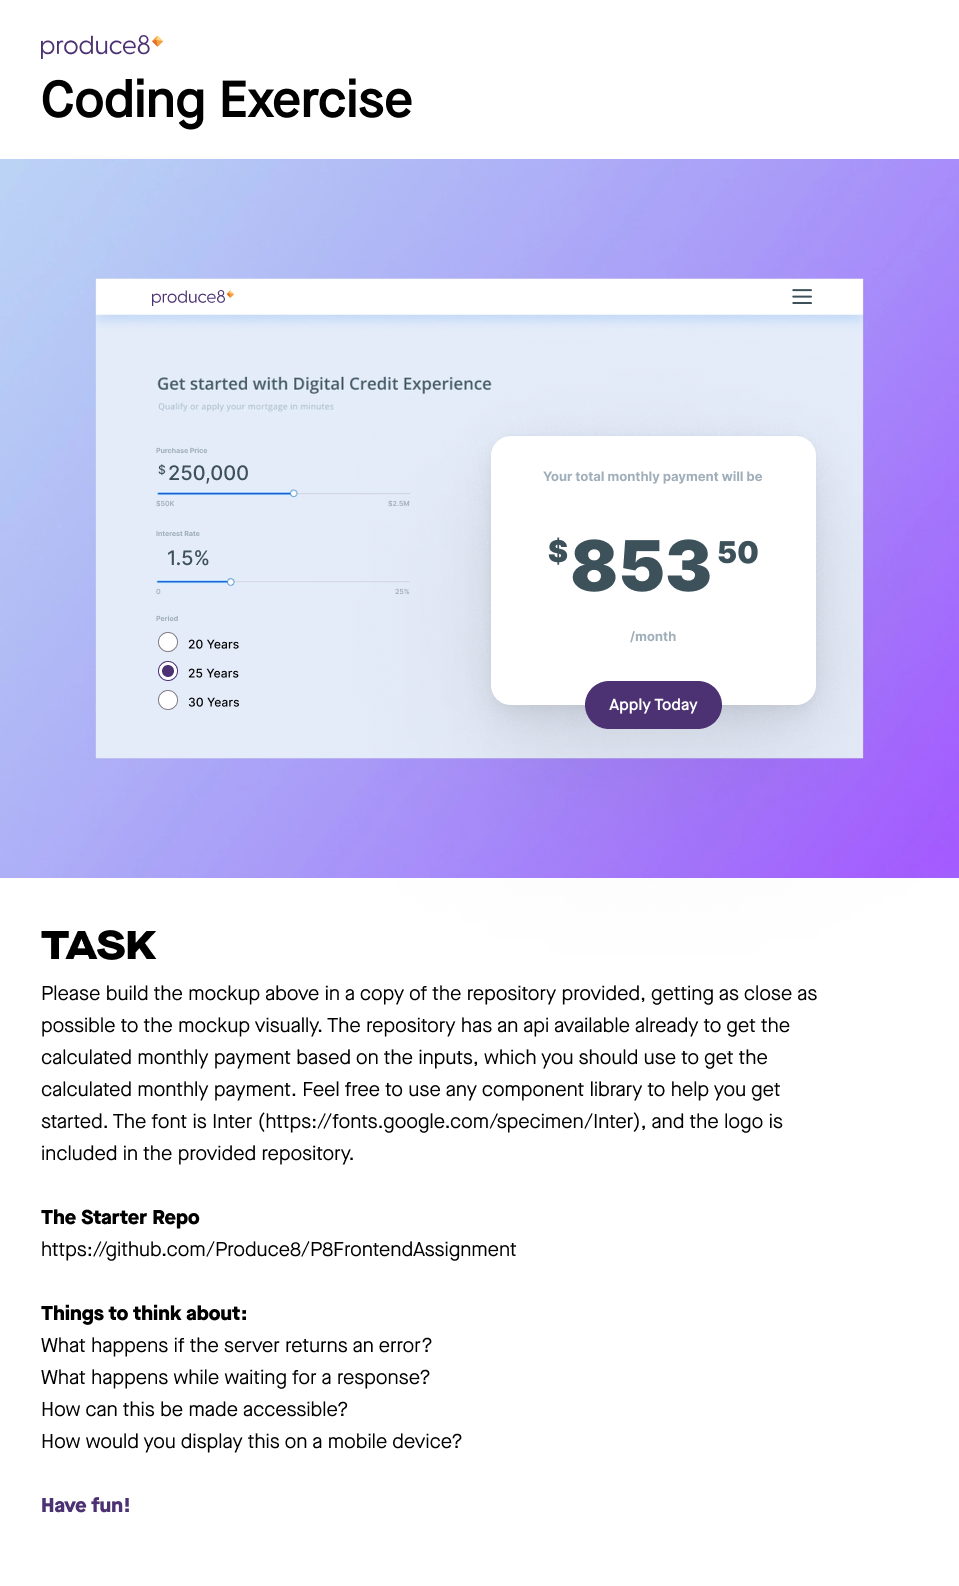 produce8
Coding Exercise
produce8
Get started with Digital Credit Experience
Qualify or apply your mortgage in minutes
Purchase Price
$250,000
$50K $2.5M
Interest Rate
1.5%
0 25%
Period
20 Years
25 Years
30 Years
Your total monthly payment will be
$853 50
/month
Apply Today
TASK
Please build the mockup above in a copy of the repository provided, getting as close as
possible to the mockup visually. The repository has an api available already to get the
calculated monthly payment based on the inputs, which you should use to get the
calculated monthly payment. Feel free to use any component library to help you get
started. The font is Inter (https://fonts.google.com/specimen/Inter), and the logo is
included in the provided repository.
The Starter Repo
https://github.com/Produce8/P8FrontendAssignment
Things to think about:
What happens if the server returns an error?
What happens while waiting for a response?
How can this be made accessible?
How would you display this on a mobile device?
Have fun!